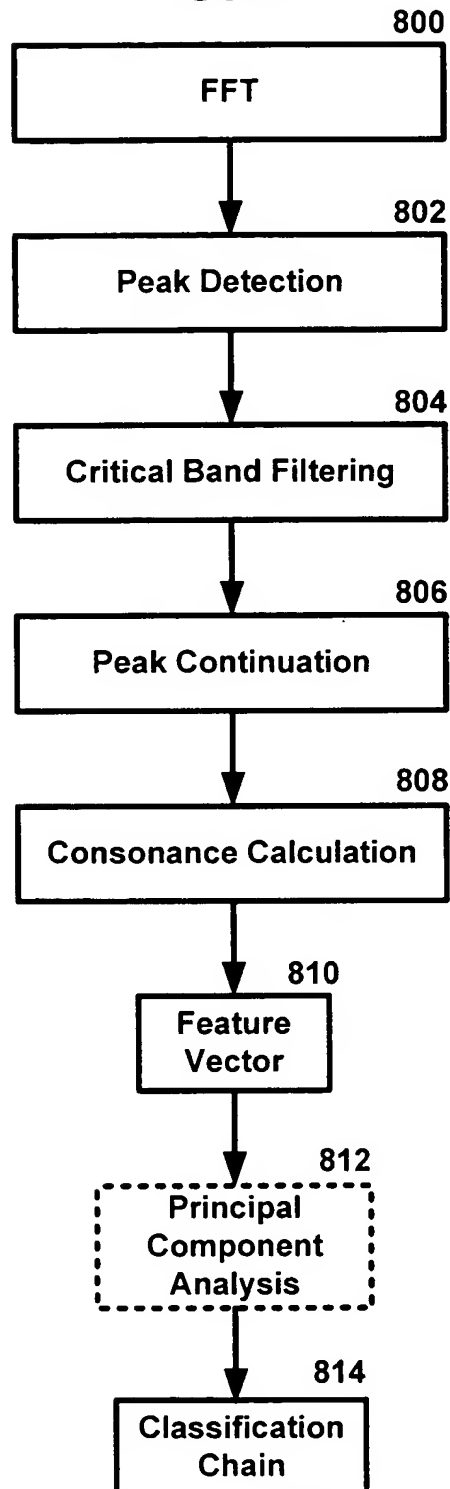 800
FFT
802
Peak Detection
804
Critical Band Filtering
806
Peak Continuation
808
Consonance Calculation
810
Feature
Vector
812
Principal
Component
Analysis
814
Classification
Chain